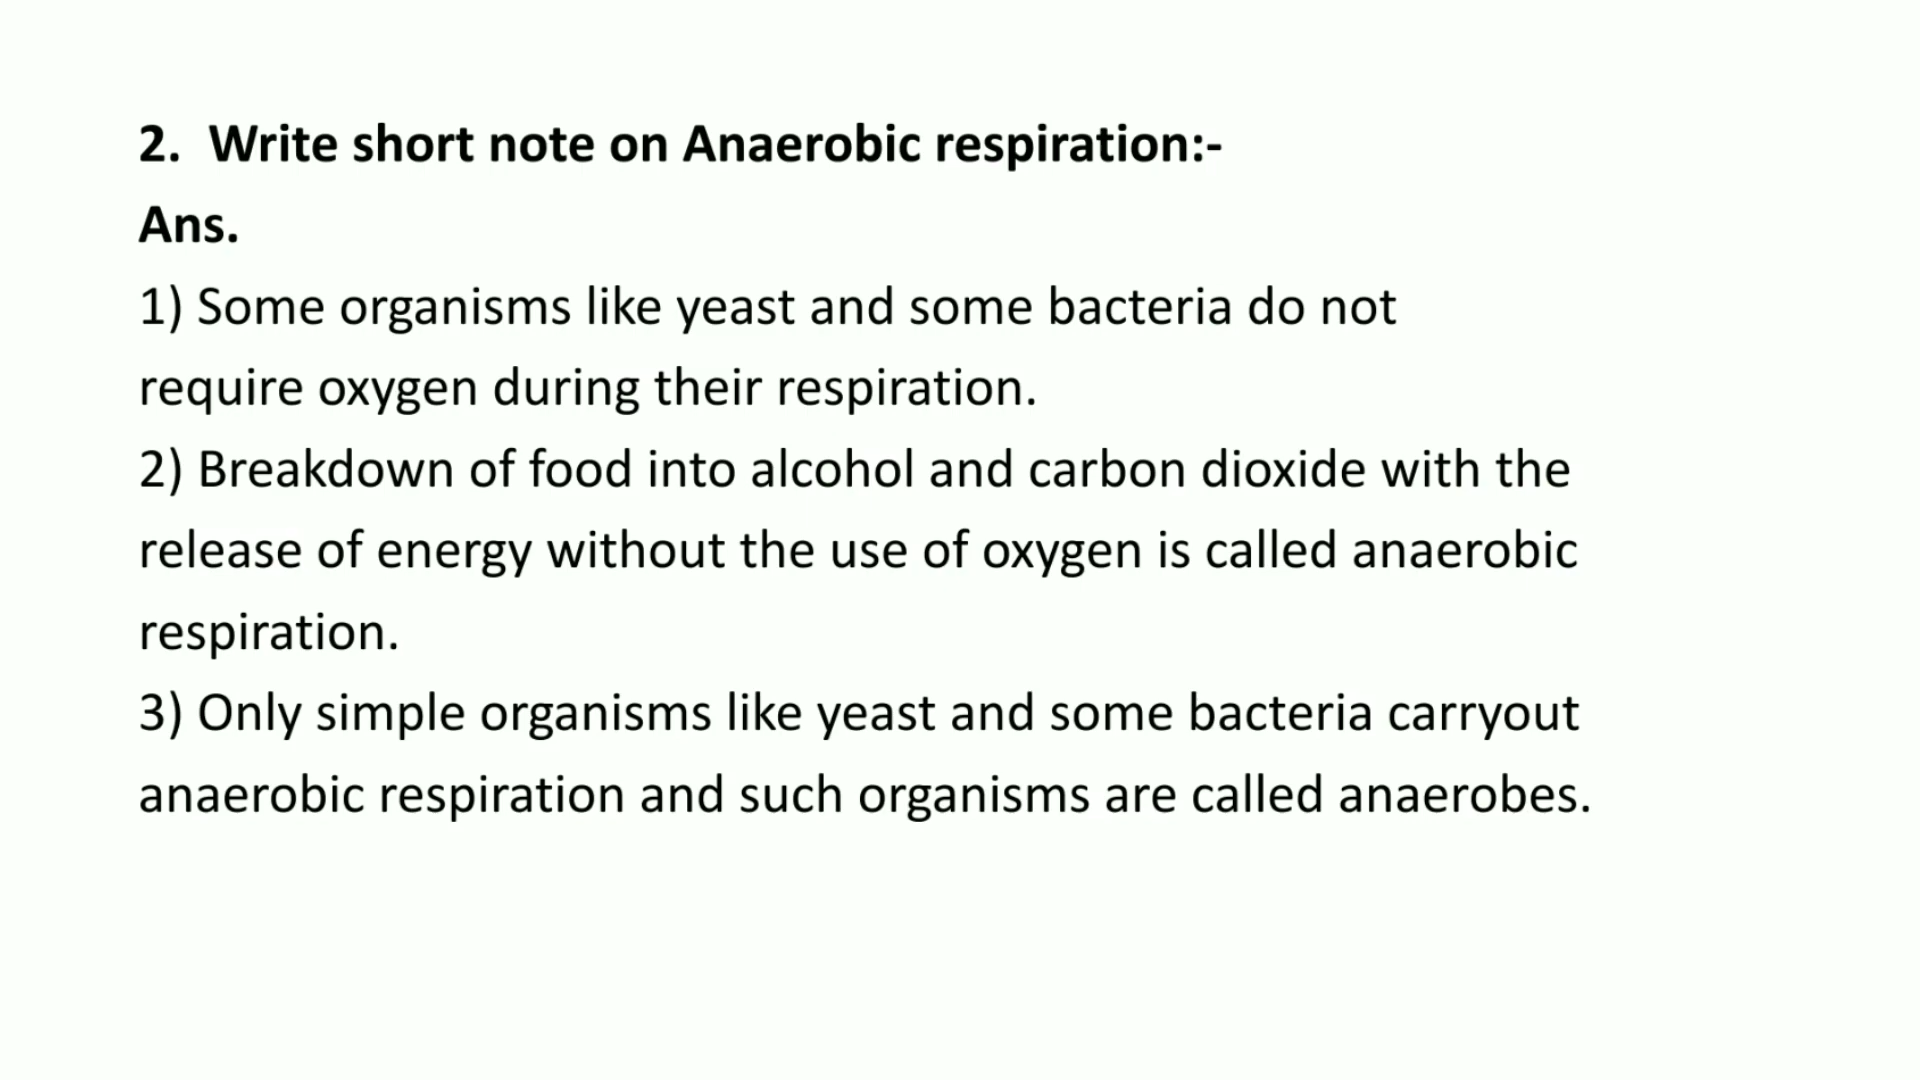 2.  Write short note on Anaerobic respiration:-
Ans.
1) Some organisms like yeast and some bacteria do not
require oxygen during their respiration.
2) Breakdown of food into alcohol and carbon dioxide with the
release of energy without the use of oxygen is called anaerobic
respiration.
3) Only simple organisms like yeast and some bacteria carryout
anaerobic respiration and such organisms are called anaerobes.